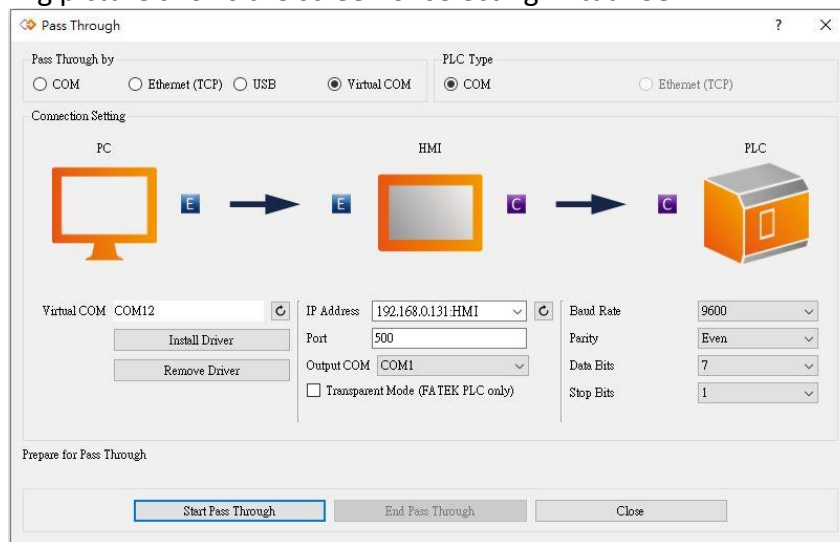 Pass Through
? X
Pass Through by
PLC Type
COM Ethernet (TCP) USB Virtual COM
COM Ethernet (TCP)
Connection Setting
PC HMI PLC
E E C C
Virtual COM COM12
Install Driver
Remove Driver
IP Address 192.168.0.131:HMI
Port 500
Output COM COM1
Transparent Mode (FATEK PLC only)
Baud Rate 9600
Parity Even
Data Bits 7
Stop Bits 1
Prepare for Pass Through
Start Pass Through End Pass Through Close